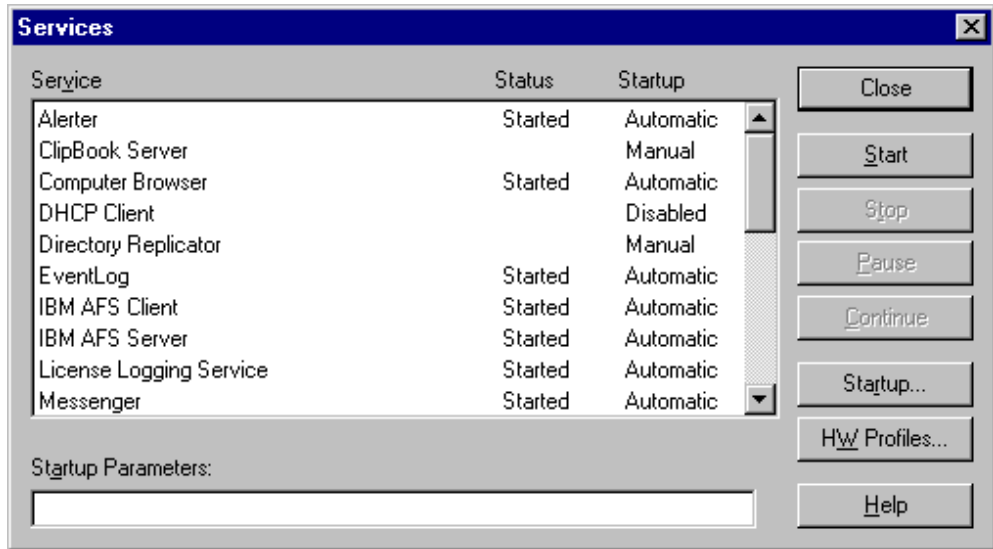 Services
Service Status Startup
Alerter Started Automatic
ClipBook Server Manual
Computer Browser Started Automatic
DHCP Client Disabled
Directory Replicator Manual
EventLog Started Automatic
IBM AFS Client Started Automatic
IBM AFS Server Started Automatic
License Logging Service Started Automatic
Messenger Started Automatic
Startup Parameters:
Close
Start
Stop
Pause
Continue
Startup...
HW Profiles...
Help